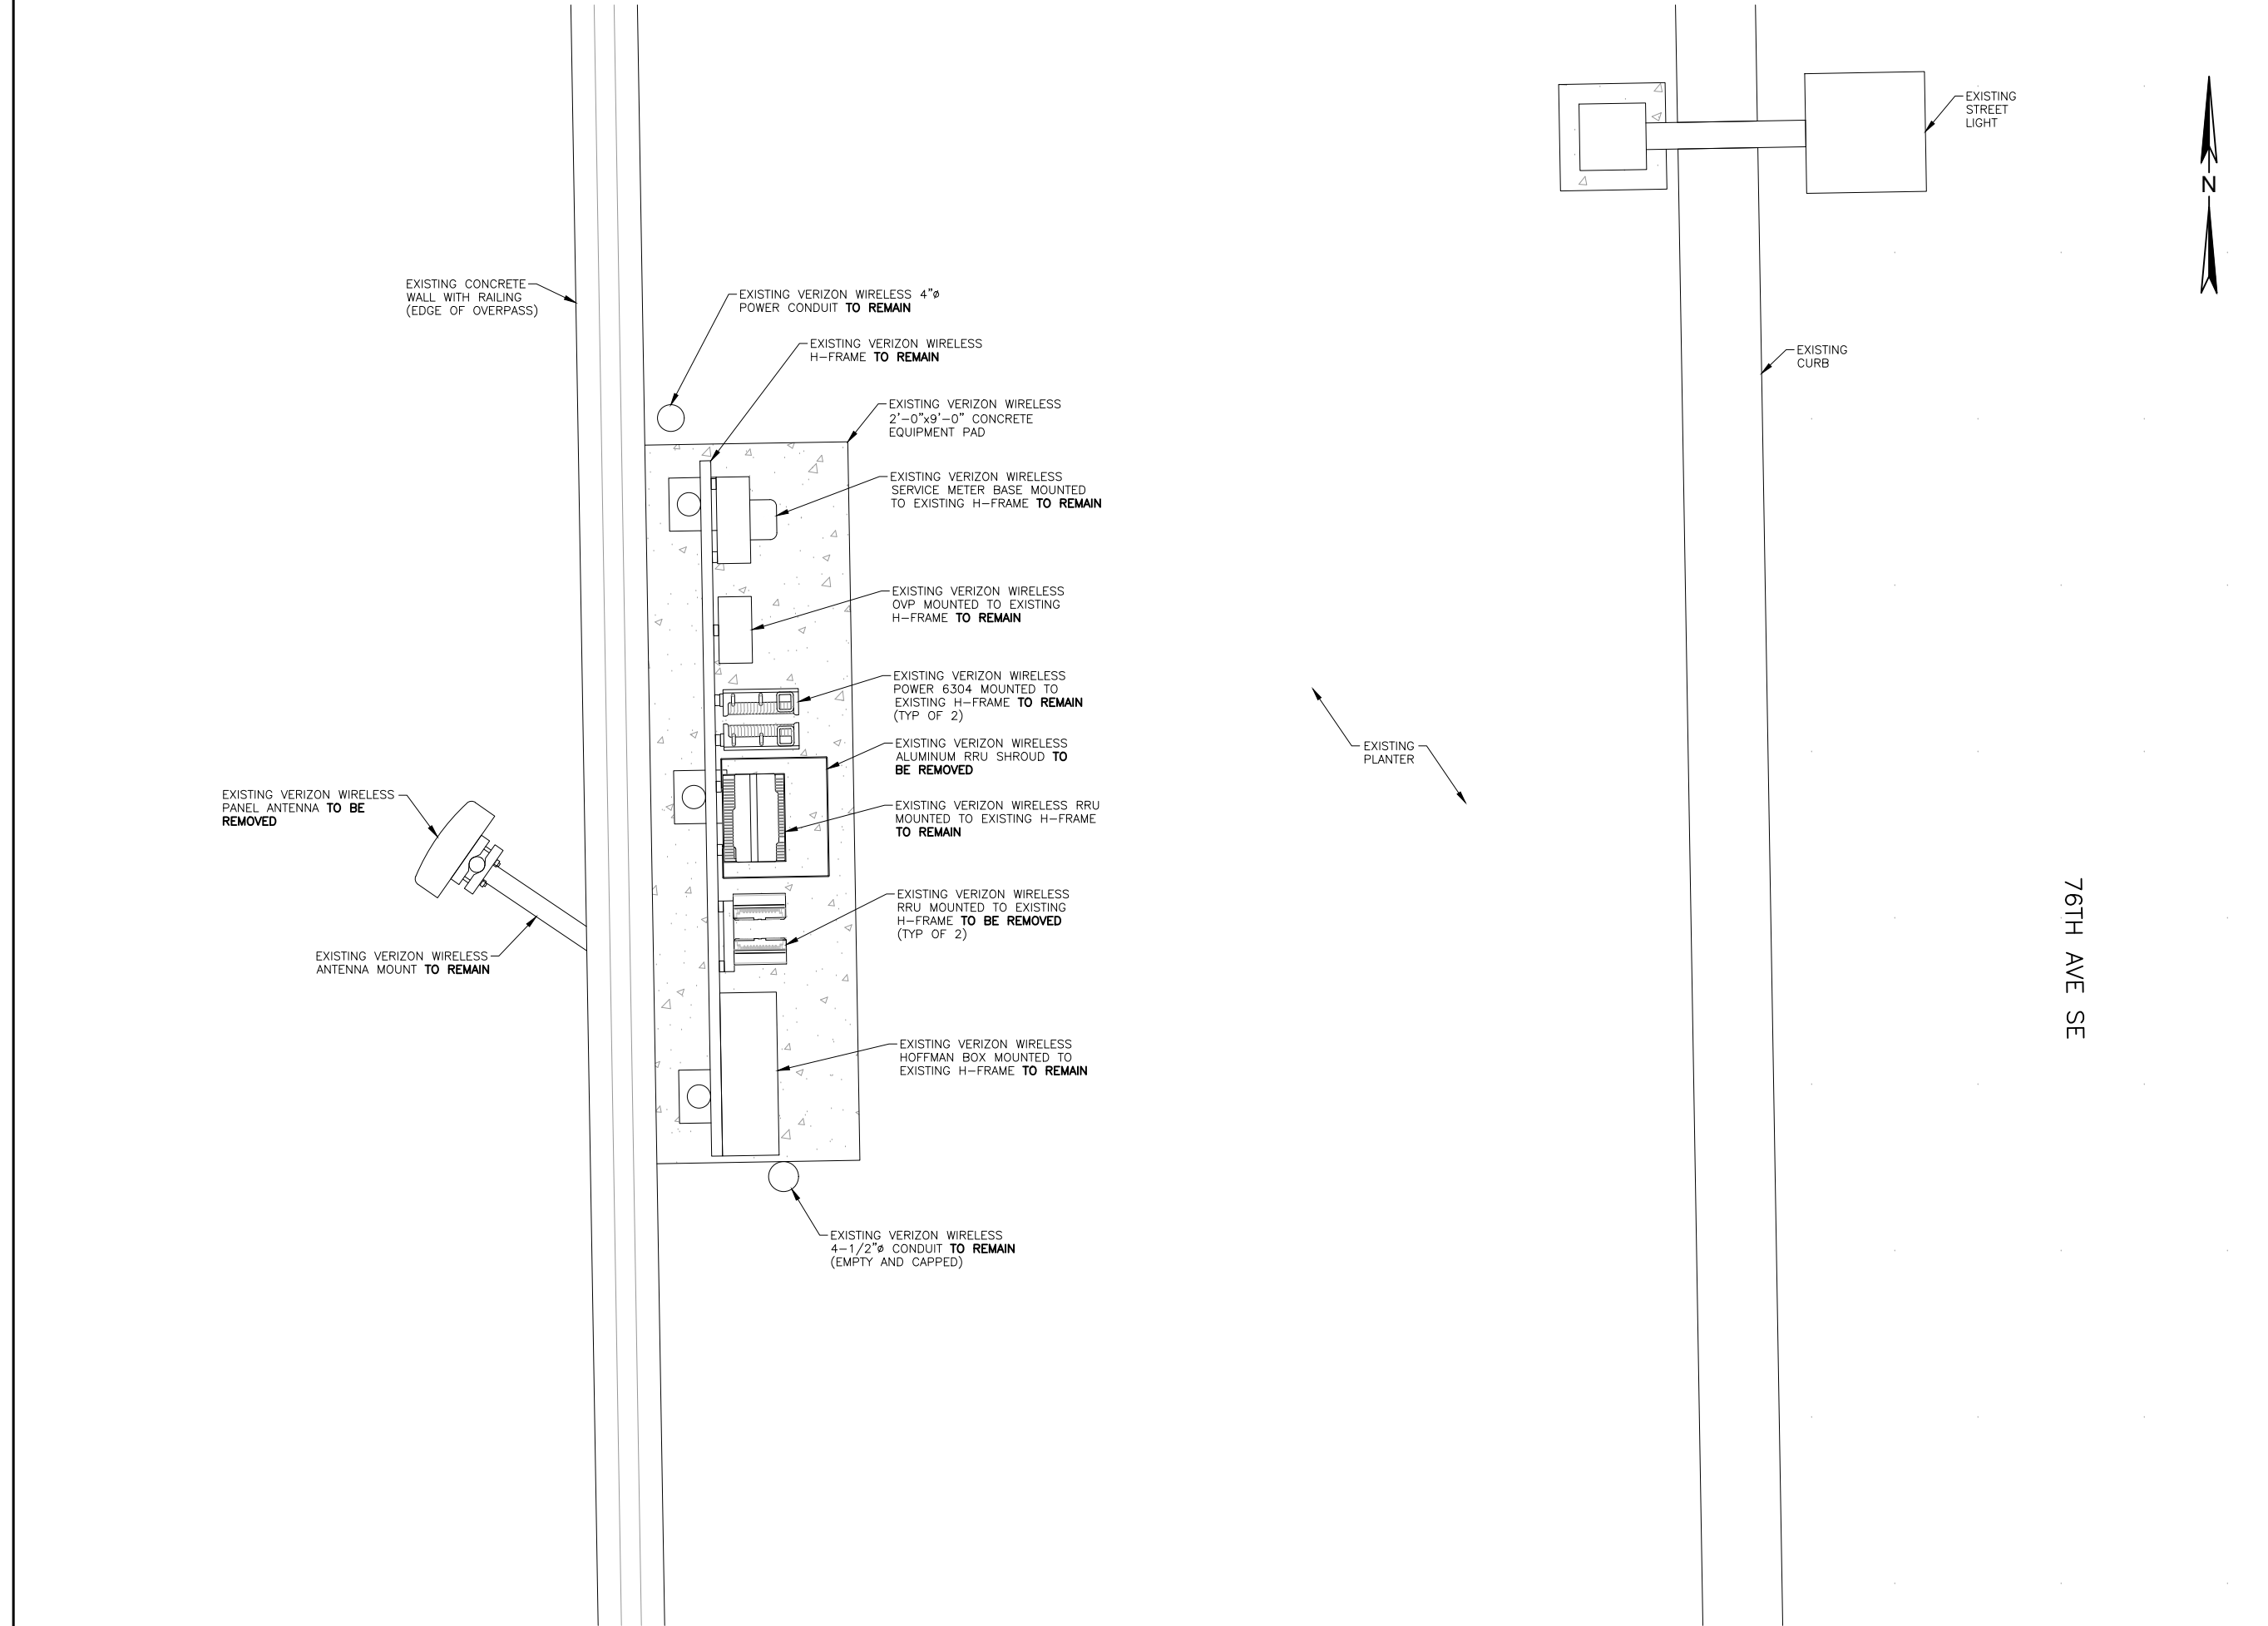 EXISTING
STREET
LIGHT
N
EXISTING CONCRETE
WALL WITH RAILING
(EDGE OF OVERPASS)
EXISTING VERIZON WIRELESS 4"ø
POWER CONDUIT TO REMAIN
EXISTING VERIZON WIRELESS
H-FRAME TO REMAIN
EXISTING
CURB
EXISTING VERIZON WIRELESS
2'-0"x9'-0" CONCRETE
EQUIPMENT PAD
EXISTING VERIZON WIRELESS
SERVICE METER BASE MOUNTED
TO EXISTING H-FRAME TO REMAIN
EXISTING VERIZON WIRELESS
OVP MOUNTED TO EXISTING
H-FRAME TO REMAIN
EXISTING VERIZON WIRELESS
POWER 6304 MOUNTED TO
EXISTING H-FRAME TO REMAIN
(TYP OF 2)
EXISTING VERIZON WIRELESS
ALUMINUM RRU SHROUD TO
BE REMOVED
EXISTING
PLANTER
EXISTING VERIZON WIRELESS
PANEL ANTENNA TO BE
REMOVED
EXISTING VERIZON WIRELESS RRU
MOUNTED TO EXISTING H-FRAME
TO REMAIN
EXISTING VERIZON WIRELESS
RRU MOUNTED TO EXISTING
H-FRAME TO BE REMOVED
(TYP OF 2)
76TH AVE SE
EXISTING VERIZON WIRELESS
ANTENNA MOUNT TO REMAIN
EXISTING VERIZON WIRELESS
HOFFMAN BOX MOUNTED TO
EXISTING H-FRAME TO REMAIN
EXISTING VERIZON WIRELESS
4-1/2"ø CONDUIT TO REMAIN
(EMPTY AND CAPPED)